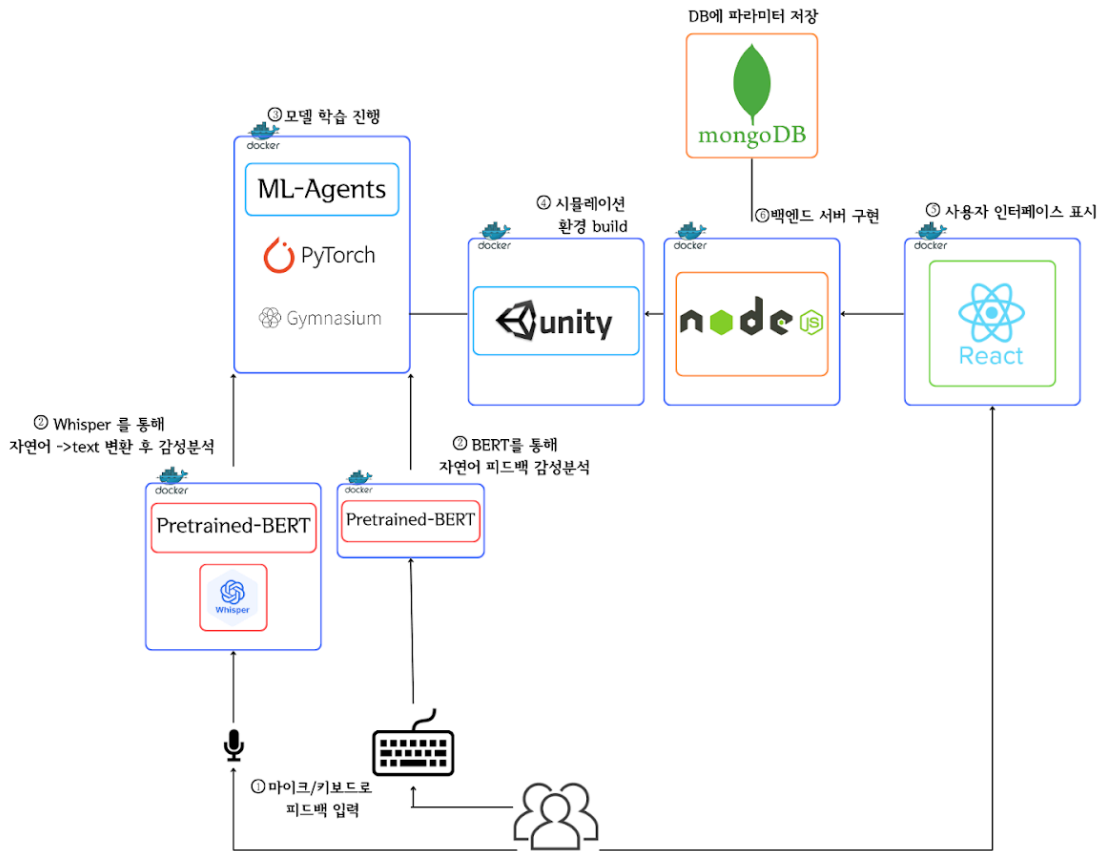 DB에 파라미터 저장
mongoDB
③모델 학습 진행
docker
ML-Agents
PyTorch
Gymnasium
④ 시뮬레이션
환경 build
docker
unity
⑥백엔드 서버 구현
docker
node
JS
⑤ 사용자 인터페이스 표시
docker
React
② Whisper 를 통해
자연어 ->text 변환 후 감성분석
docker
Pretrained-BERT
Whisper
② BERT를 통해
자연어 피드백 감성분석
docker
Pretrained-BERT
① 마이크/키보드로
피드백 입력